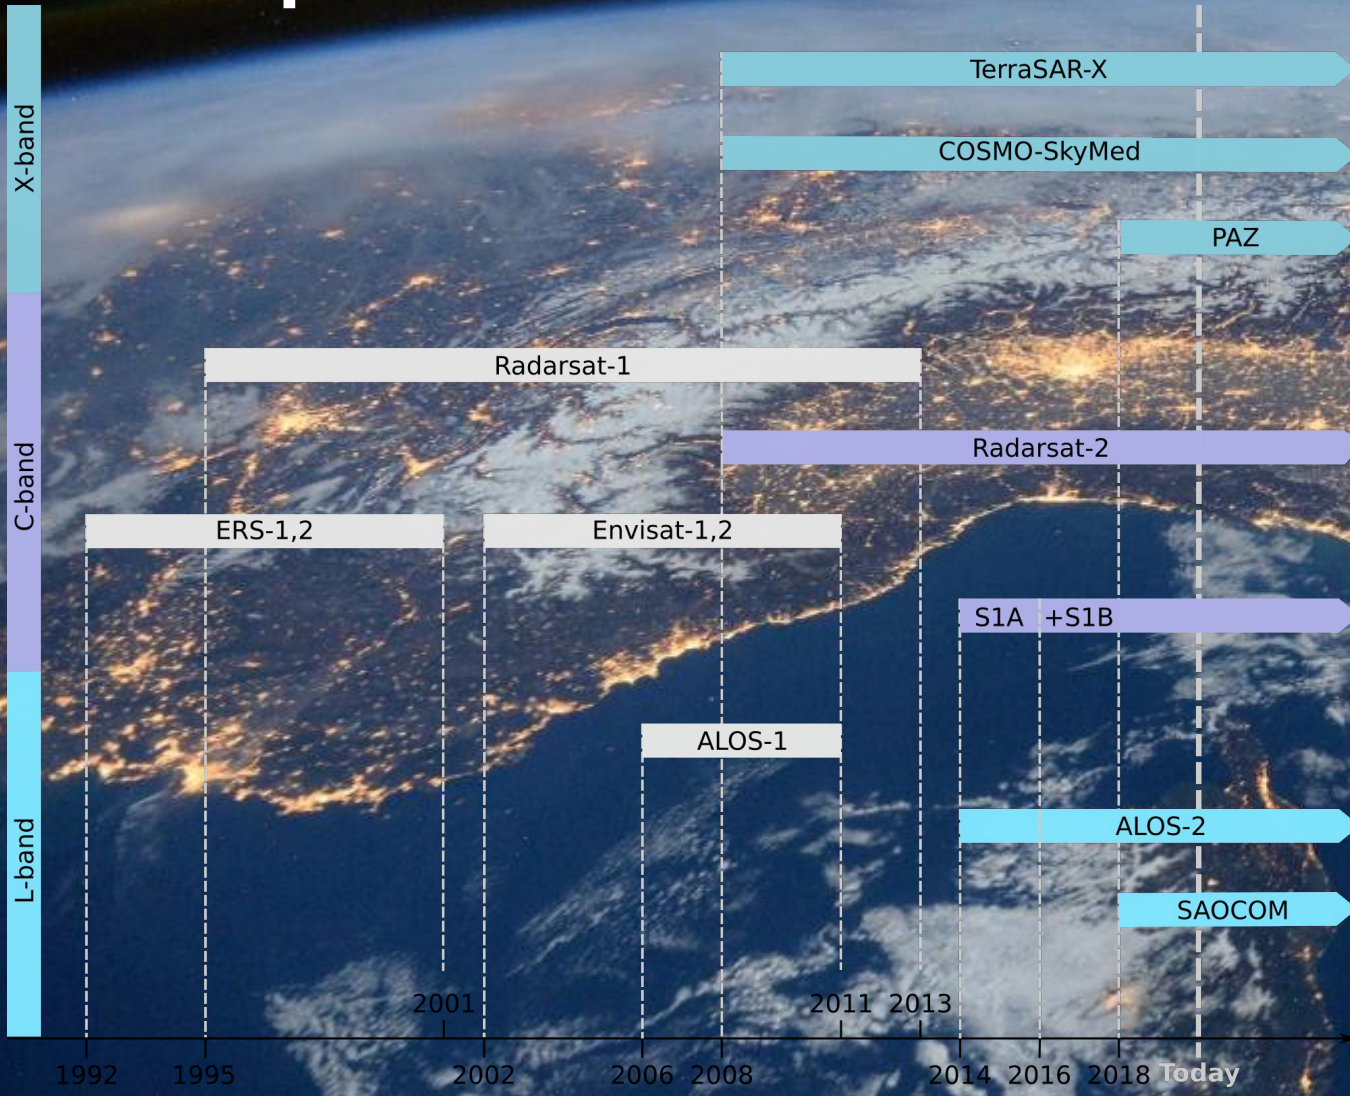 X-band
TerraSAR-X
COSMO-SkyMed
PAZ
C-band
Radarsat-1
Radarsat-2
ERS-1,2
Envisat-1,2
S1A +S1B
L-band
ALOS-1
ALOS-2
SAOCOM
2001 2011 2013
1992 1995 2002 2006 2008 2014 2016 2018 Today